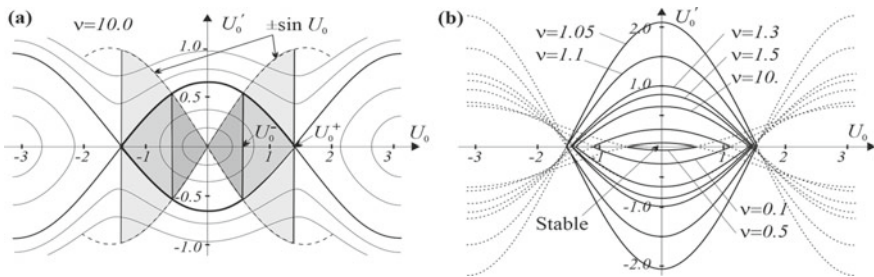 (a) ν=10.0 U₀′ ±sin U₀
1.0
0.5
U₀⁻ U₀⁺ U₀
-3 -2 -1 1 2 3
-0.5
-1.0
(b) ν=1.05 U₀′ ν=1.3
2.0
ν=1.1 ν=1.5
1.0 ν=10.
U₀
-3 -2 -1 1 2 3
-1.0 ν=0.1
Stable
ν=0.5
-2.0